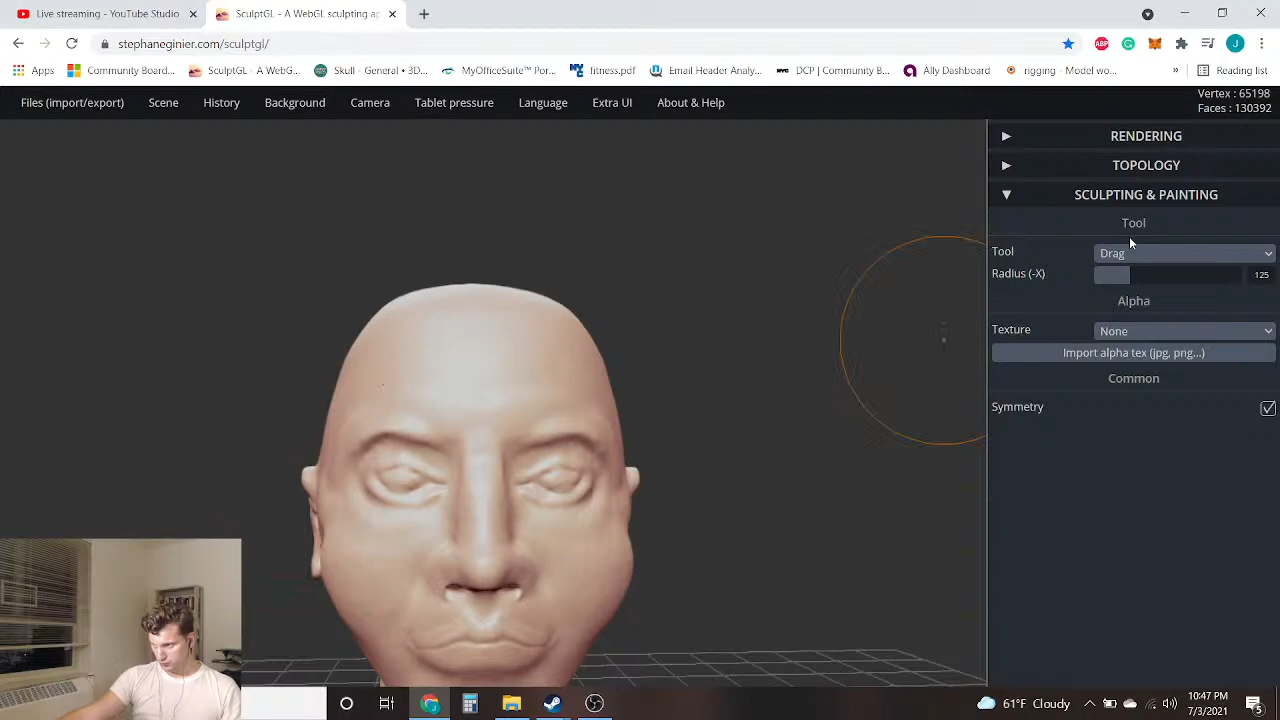 Live streaming - YouTube Studio
SculptGL - A WebGL sculpting ap
stephaneginier.com/sculptgl/
Apps
Community Board...
SculptGL - A WebG...
Skull - General • 3D...
MyOfficeSuite™ Por...
fitness.pdf
Email Header Analy...
DCP | Community B...
Ally Dashboard
rigging - Model wo...
»
Reading list
Files (import/export) Scene History Background Camera Tablet pressure Language Extra UI About & Help
Vertex : 65198
Faces : 130392
RENDERING
TOPOLOGY
SCULPTING & PAINTING
Tool
Tool Drag
Radius (-X) 125
Alpha
Texture None
Import alpha tex (jpg, png...)
Common
Symmetry
61°F Cloudy
10:47 PM
7/3/2021